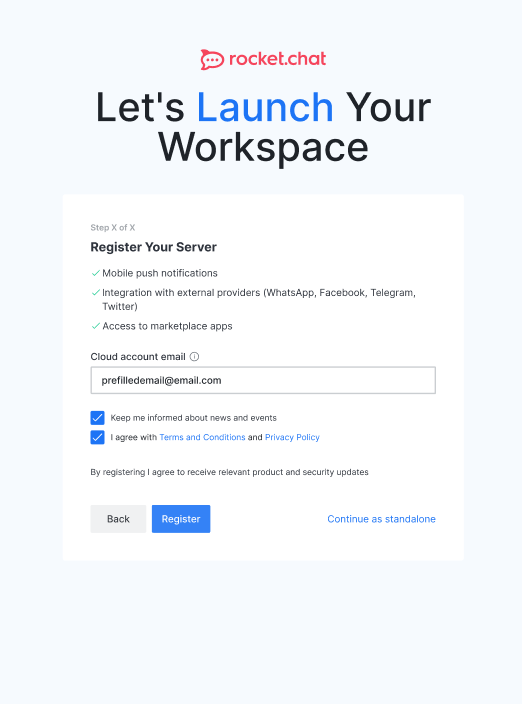 rocket.chat
Let's Launch Your
Workspace
Step X of X
Register Your Server
Mobile push notifications
Integration with external providers (WhatsApp, Facebook, Telegram,
Twitter)
Access to marketplace apps
Cloud account email
prefilledemail@email.com
Keep me informed about news and events
I agree with Terms and Conditions and Privacy Policy
By registering I agree to receive relevant product and security updates
Back Register Continue as standalone